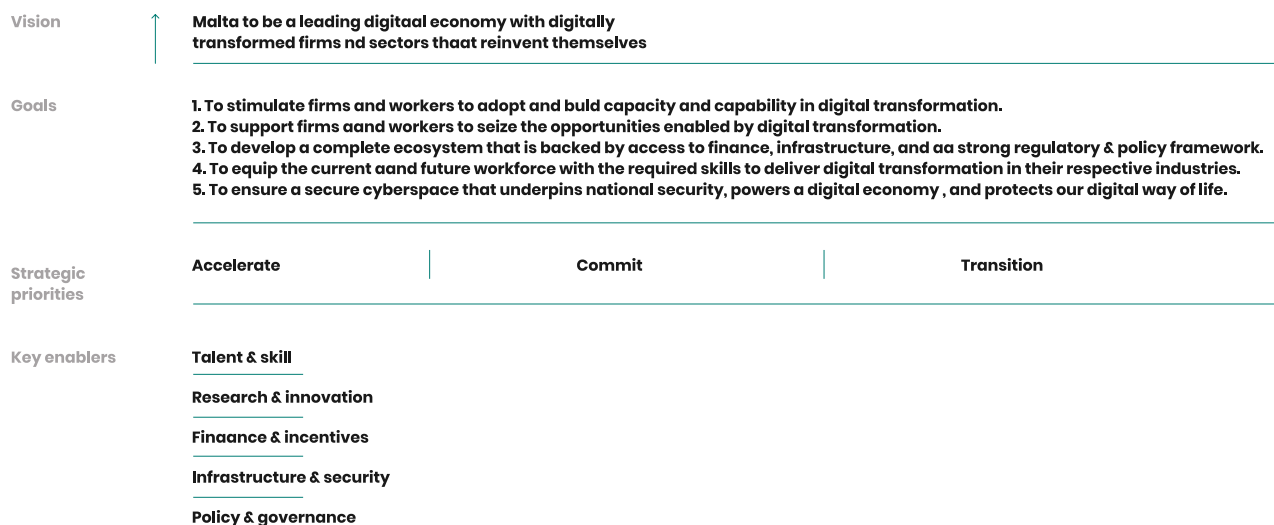 Vision
Malta to be a leading digitaal economy with digitally
transformed firms nd sectors thaat reinvent themselves
Goals
1. To stimulate firms and workers to adopt and buld capacity and capability in digital transformation.
2. To support firms aand workers to seize the opportunities enabled by digital transformation.
3. To develop a complete ecosystem that is backed by access to finance, infrastructure, and aa strong regulatory & policy framework.
4. To equip the current aand future workforce with the required skills to deliver digital transformation in their respective industries.
5. To ensure a secure cyberspace that underpins national security, powers a digital economy , and protects our digital way of life.
Strategic
priorities
Accelerate
Commit
Transition
Key enablers
Talent & skill
Research & innovation
Finaance & incentives
Infrastructure & security
Policy & governance